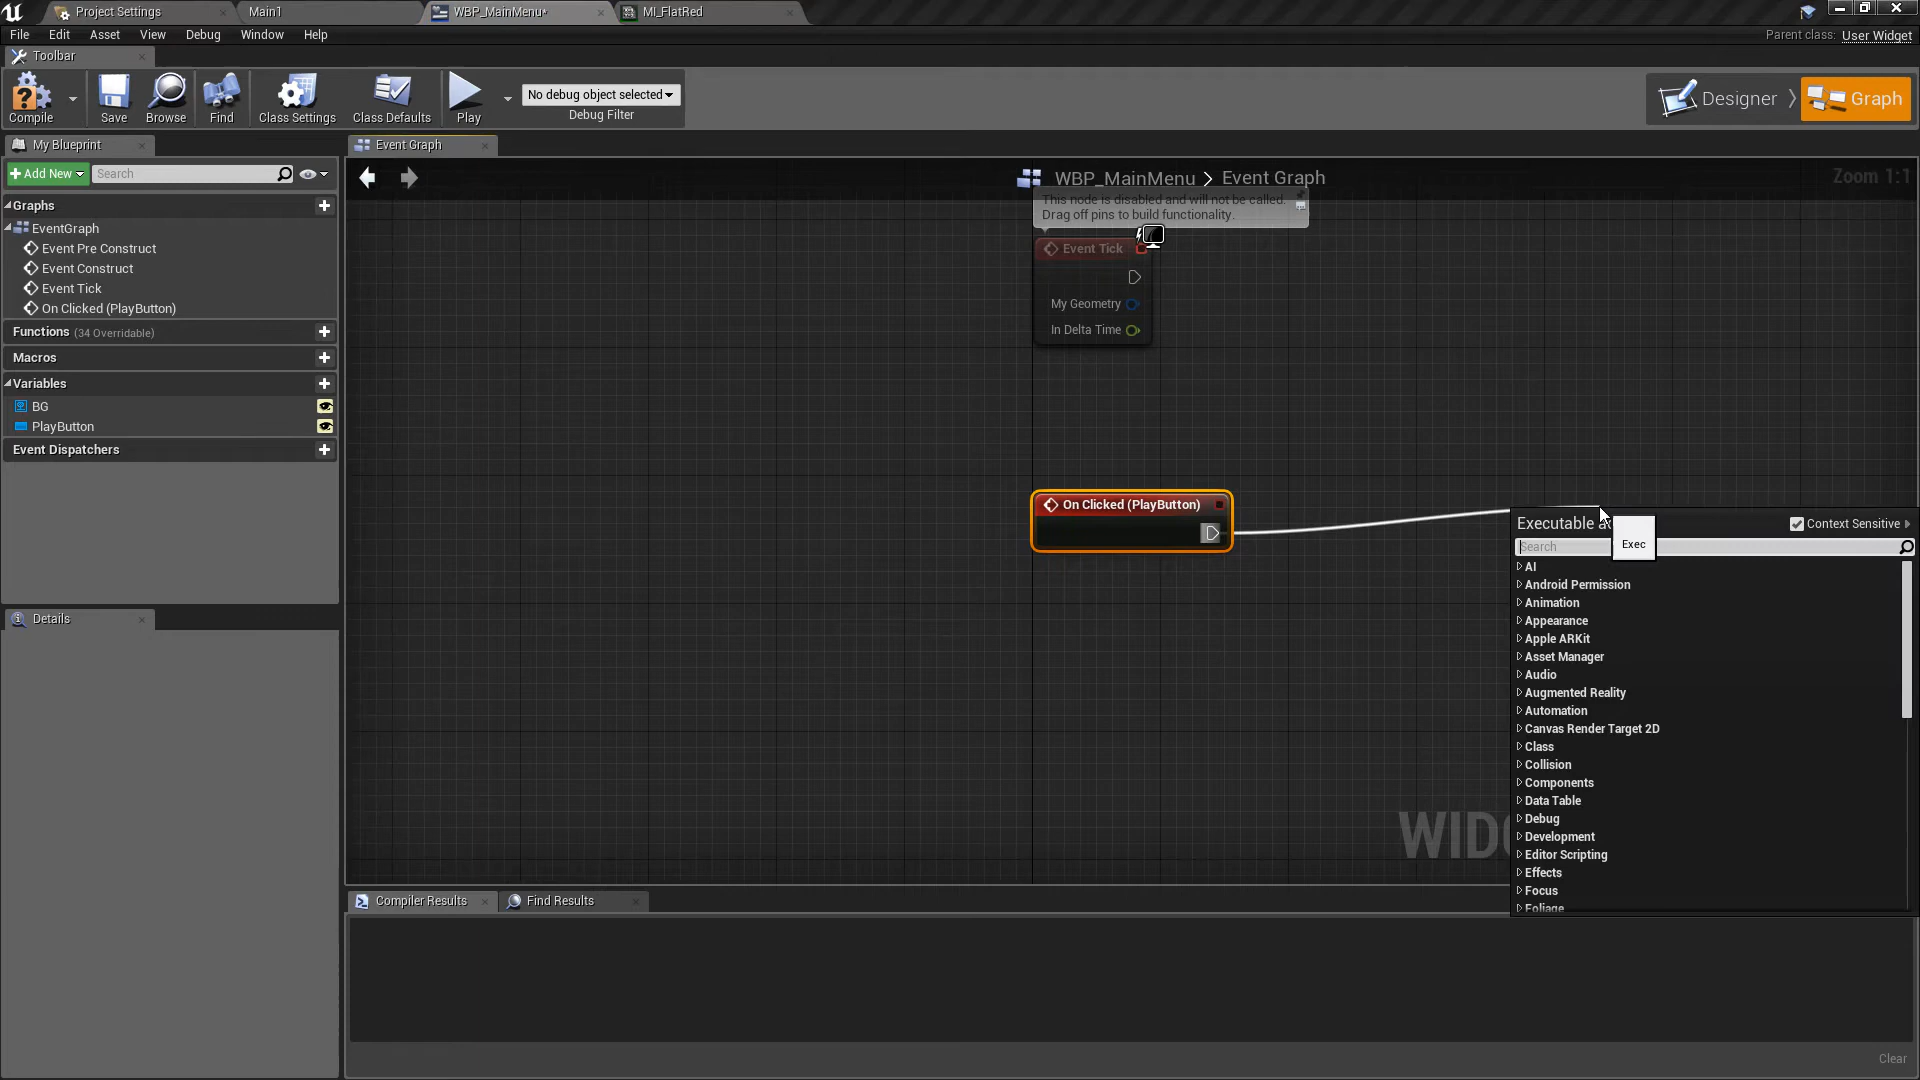 Project Settings
Main1
WBP_MainMenu*
MI_FlatRed
File
Edit
Asset
View
Debug
Window
Help
Parent class: User Widget
Toolbar
Compile
Save
Browse
Find
Class Settings
Class Defaults
Play
No debug object selected
Debug Filter
Designer
Graph
My Blueprint
Add New
Search
Graphs
EventGraph
Event Pre Construct
Event Construct
Event Tick
On Clicked (PlayButton)
Functions (34 Overridable)
Macros
Variables
BG
PlayButton
Event Dispatchers
Details
Event Graph
WBP_MainMenu > Event Graph
Zoom 1:1
This node is disabled and will not be called.
Drag off pins to build functionality.
Event Tick
My Geometry
In Delta Time
On Clicked (PlayButton)
Executable
Context Sensitive
Search
Exec
AI
Android Permission
Animation
Appearance
Apple ARKit
Asset Manager
Audio
Augmented Reality
Automation
Canvas Render Target 2D
Class
Collision
Components
Data Table
Debug
Development
Editor Scripting
Effects
Focus
Foliage
Compiler Results
Find Results
Clear